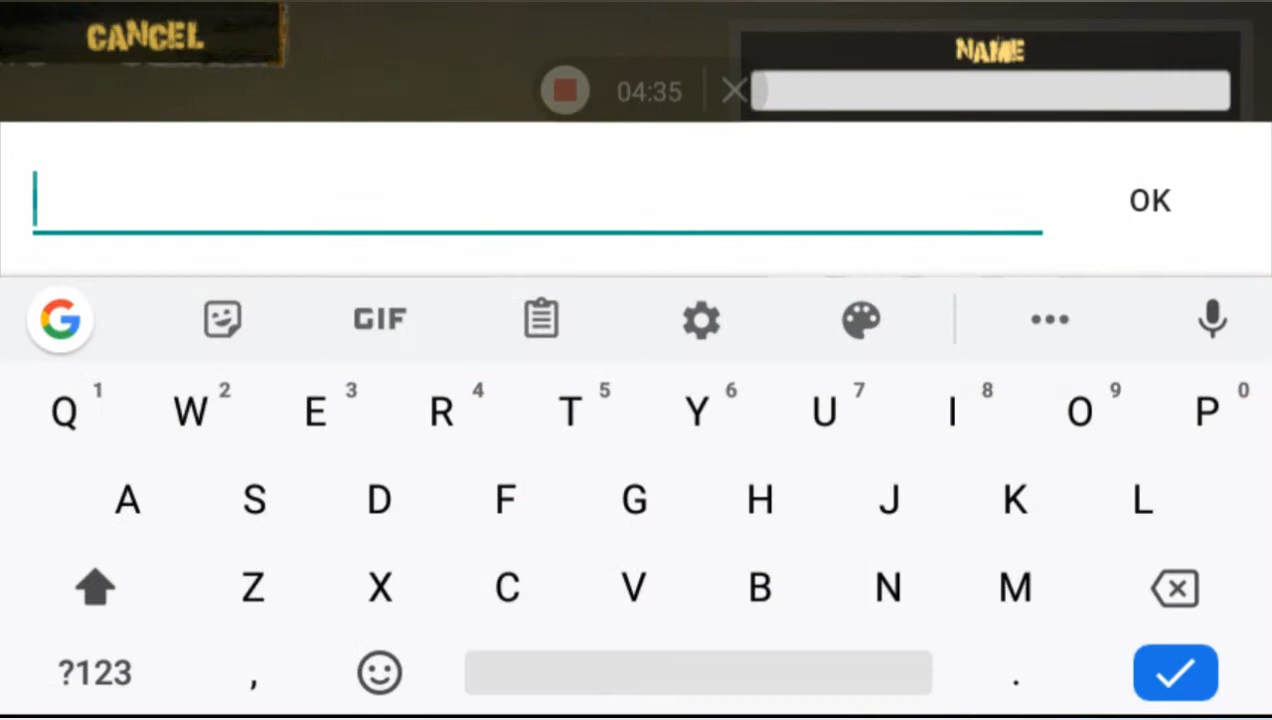 CANCEL
NAME
04:35
OK
G GIF
1 2 3 4 5 6 7 8 9 0
Q W E R T Y U I O P
A S D F G H J K L
Z X C V B N M
?123 , .